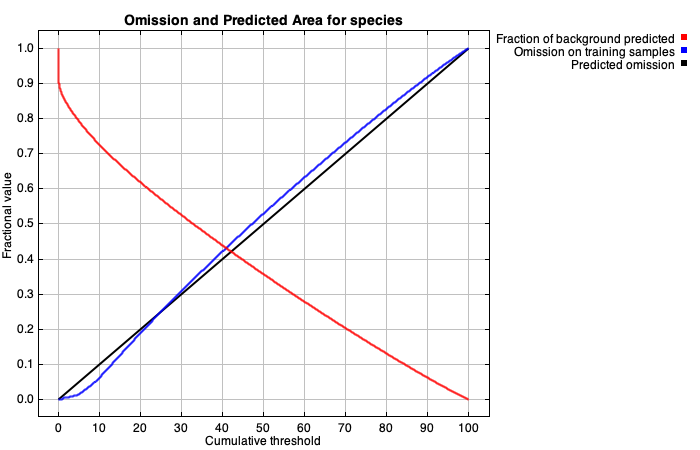 Omission and Predicted Area for species
Fraction of background predicted
Omission on training samples
Predicted omission
Fractional value
1.0
0.9
0.8
0.7
0.6
0.5
0.4
0.3
0.2
0.1
0.0
0 10 20 30 40 50 60 70 80 90 100
Cumulative threshold